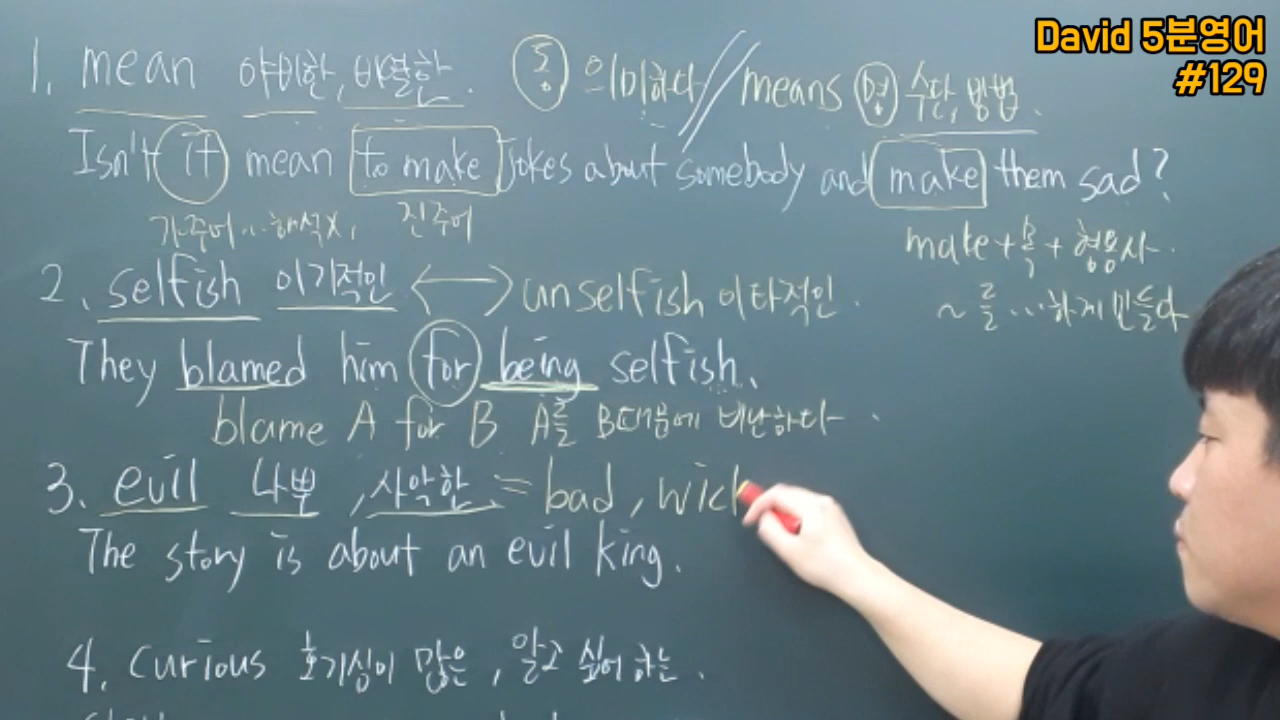 David 5분영어
#129
1. mean 야비한, 비열한. 동 의미하다 // means 명 수단, 방법.
Isn't it mean to make jokes about somebody and make them sad?
가주어... 해석X, 진주어
make + 목 + 형용사..
~를 ...하게 만들다
2. selfish 이기적인 ↔ unselfish 이타적인.
They blamed him for being selfish.
blame A for B A를 B때문에 비난하다.
3. evil 나쁜, 사악한 = bad, wick
The story is about an evil king.
4. curious 호기심이 많은, 알고 싶어 하는.